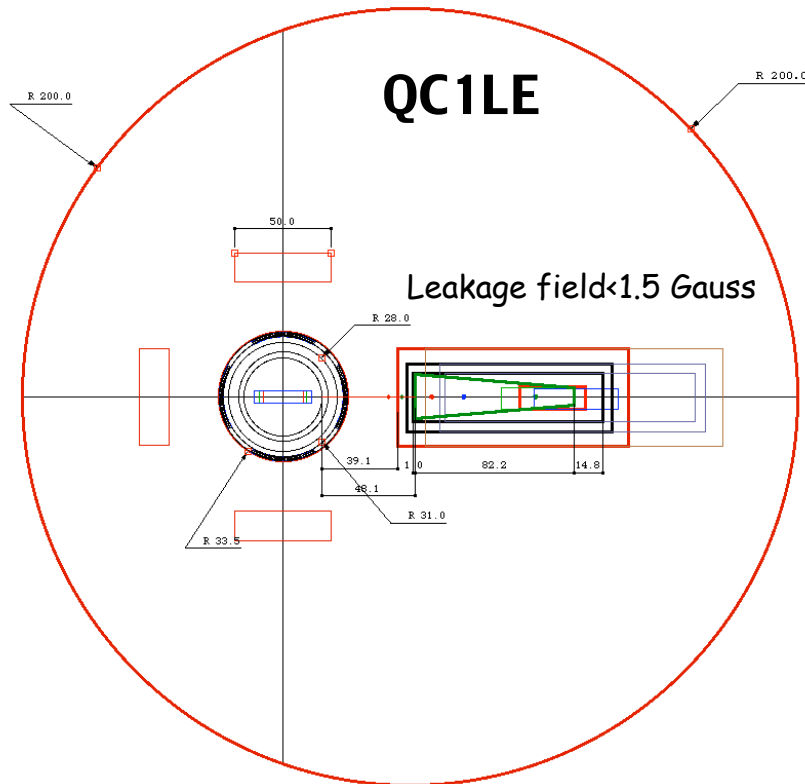 R 200.0
QC1LE
R 200.0
50.0
Leakage field<1.5 Gauss
R 28.0
39.1
1.0
82.2
14.8
48.1
R 31.0
R 33.5